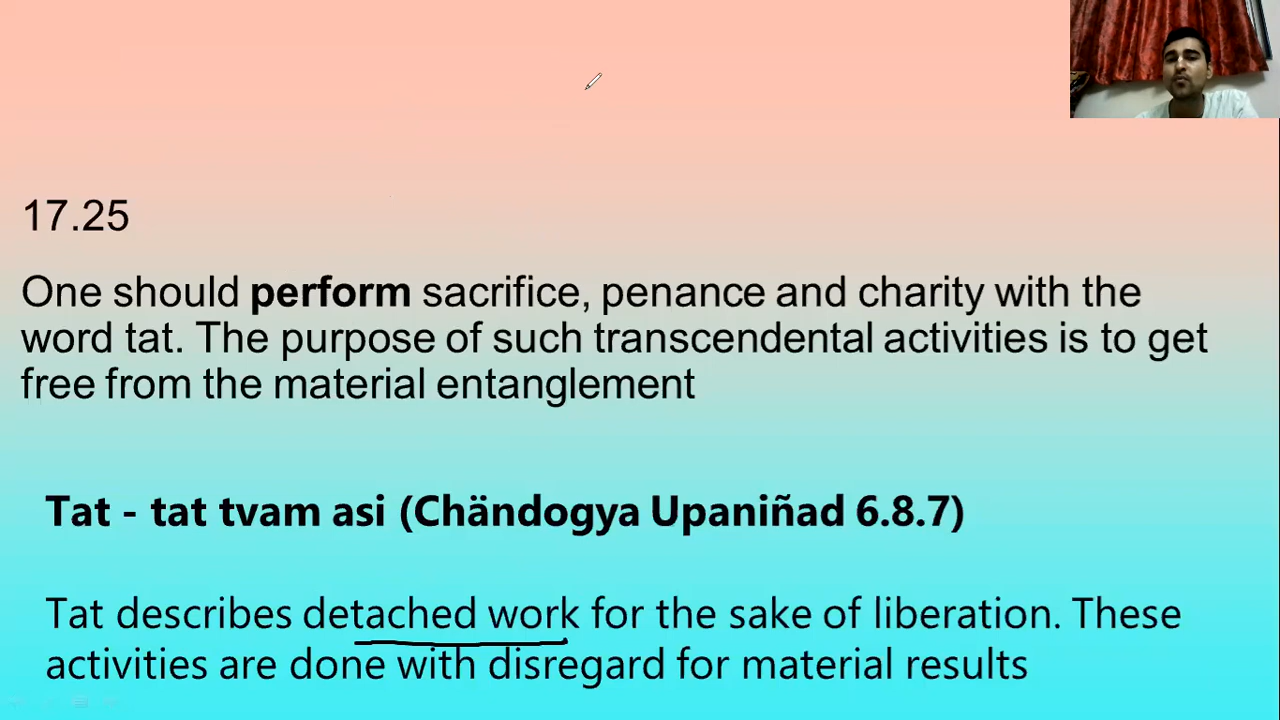 17.25
One should perform sacrifice, penance and charity with the
word tat. The purpose of such transcendental activities is to get
free from the material entanglement
Tat - tat tvam asi (Chändogya Upaniñad 6.8.7)
Tat describes detached work for the sake of liberation. These
activities are done with disregard for material results